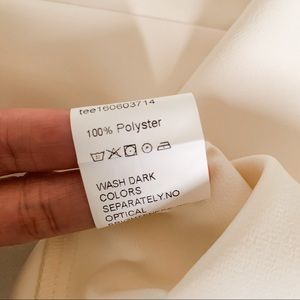 tee160603714
100% Polyster
WASH DARK
COLORS
SEPARATELY.NO
OPTICAL